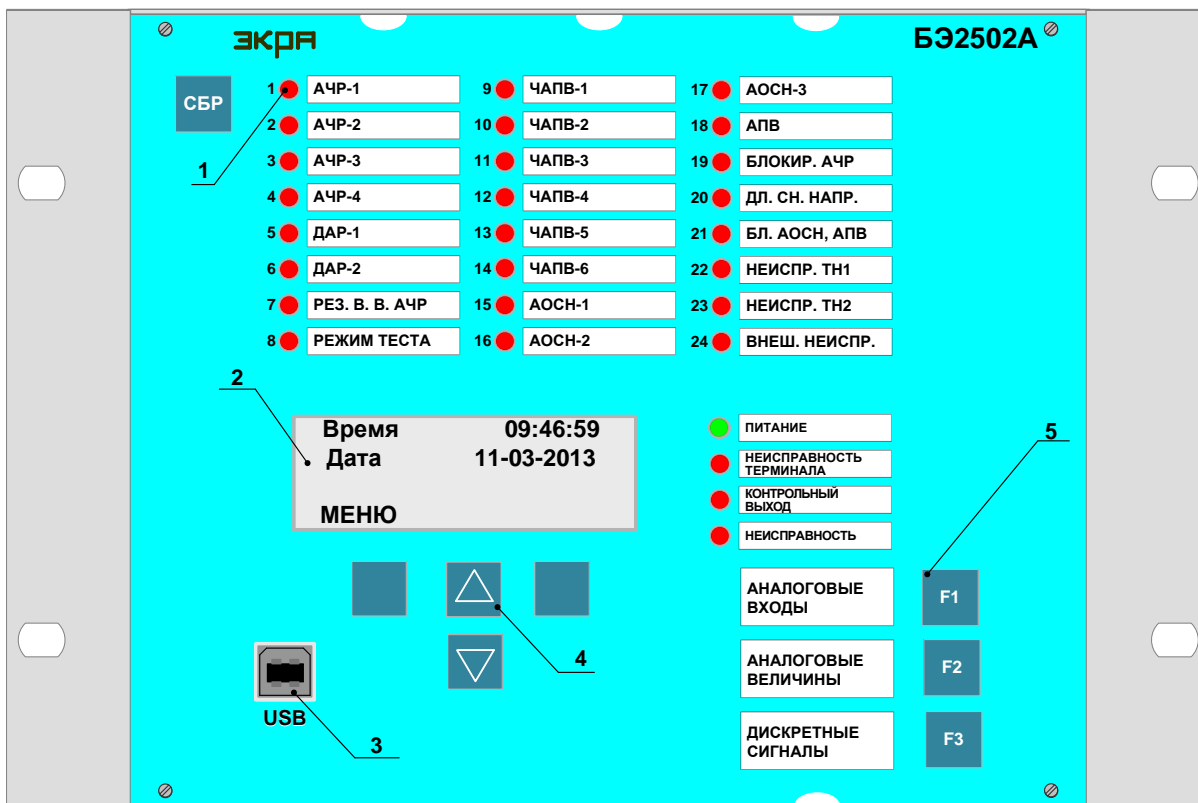 экра
БЭ2502А
СБР
1 АЧР-1
2 АЧР-2
3 АЧР-3
4 АЧР-4
5 ДАР-1
6 ДАР-2
7 РЕЗ. В. В. АЧР
8 РЕЖИМ ТЕСТА
9 ЧАПВ-1
10 ЧАПВ-2
11 ЧАПВ-3
12 ЧАПВ-4
13 ЧАПВ-5
14 ЧАПВ-6
15 АОСН-1
16 АОСН-2
17 АОСН-3
18 АПВ
19 БЛОКИР. АЧР
20 ДЛ. СН. НАПР.
21 БЛ. АОСН, АПВ
22 НЕИСПР. ТН1
23 НЕИСПР. ТН2
24 ВНЕШ. НЕИСПР.
1
2
Время 09:46:59
Дата 11-03-2013
МЕНЮ
ПИТАНИЕ
НЕИСПРАВНОСТЬ
ТЕРМИНАЛА
КОНТРОЛЬНЫЙ
ВЫХОД
НЕИСПРАВНОСТЬ
5
АНАЛОГОВЫЕ
ВХОДЫ
F1
АНАЛОГОВЫЕ
ВЕЛИЧИНЫ
F2
ДИСКРЕТНЫЕ
СИГНАЛЫ
F3
4
USB
3